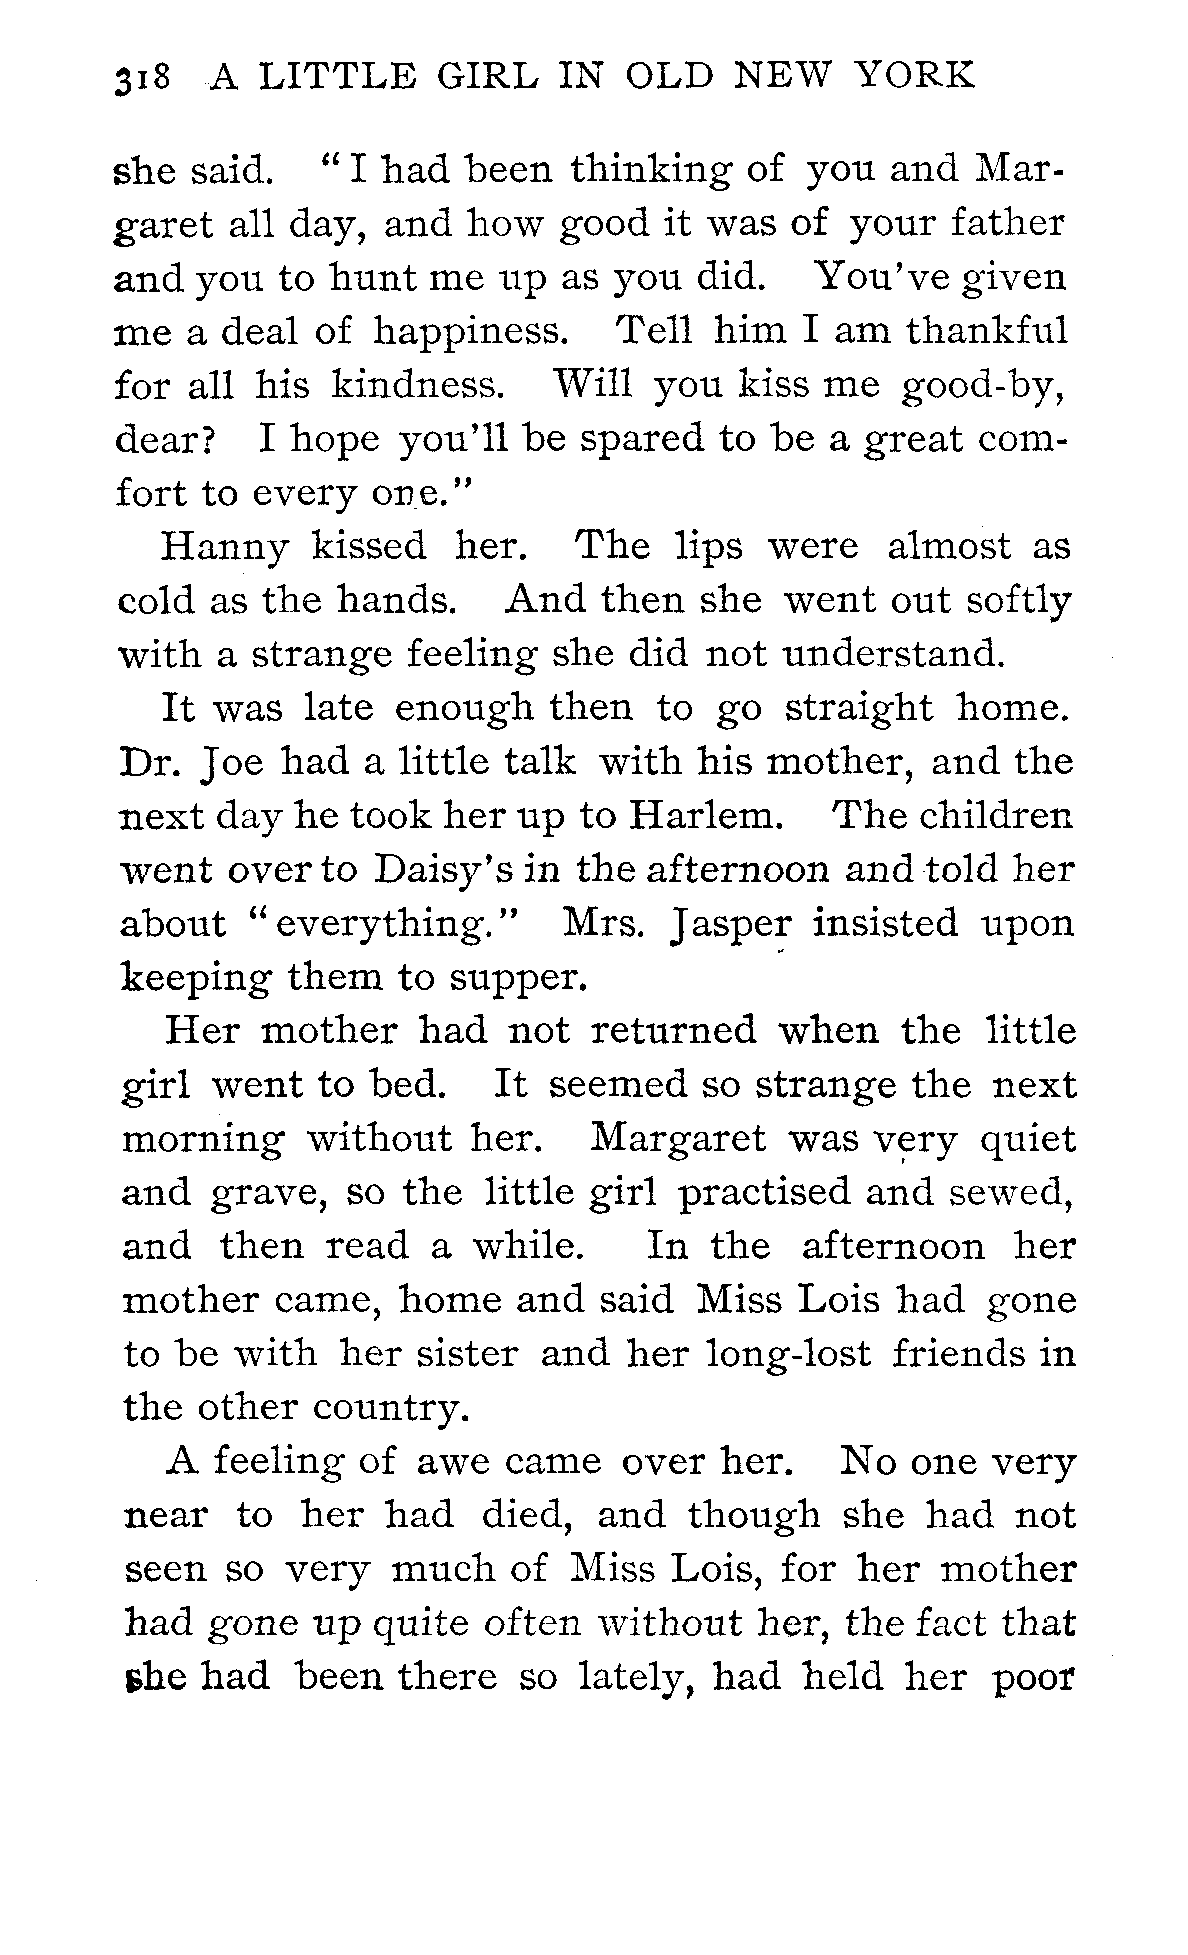 318 A LITTLE GIRL IN OLD NEW YORK
she said. "I had been thinking of you and Mar-
garet all day, and how good it was of your father
and you to hunt me up as you did. You've given
me a deal of happiness. Tell him I am thankful
for all his kindness. Will you kiss me good-by,
dear? I hope you'll be spared to be a great com-
fort to every one."
Hanny kissed her. The lips were almost as
cold as the hands. And then she went out softly
with a strange feeling she did not understand.
It was late enough then to go straight home.
Dr. Joe had a little talk with his mother, and the
next day he took her up to Harlem. The children
went over to Daisy's in the afternoon and told her
about "everything." Mrs. Jasper insisted upon
keeping them to supper.
Her mother had not returned when the little
girl went to bed. It seemed so strange the next
morning without her. Margaret was very quiet
and grave, so the little girl practised and sewed,
and then read a while. In the afternoon her
mother came, home and said Miss Lois had gone
to be with her sister and her long-lost friends in
the other country.
A feeling of awe came over her. No one very
near to her had died, and though she had not
seen so very much of Miss Lois, for her mother
had gone up quite often without her, the fact that
she had been there so lately, had held her poor